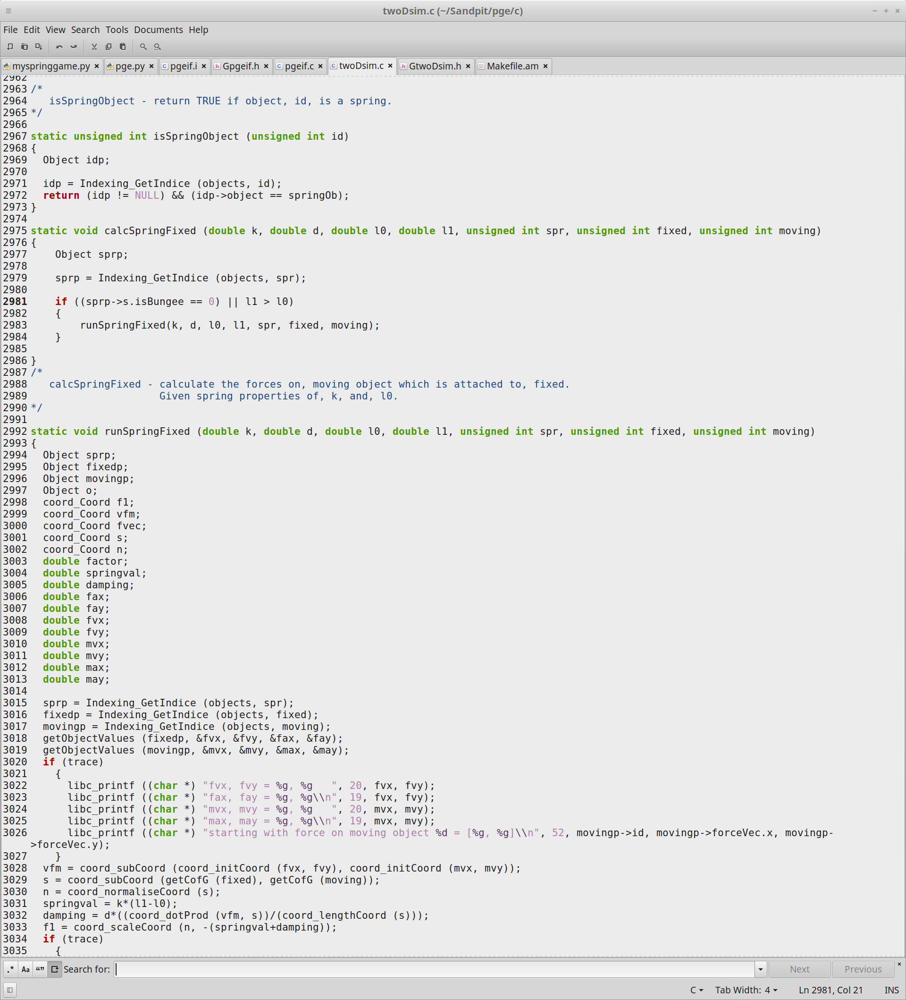 twoDsim.c (~/Sandpit/pge/c)
File Edit View Search Tools Documents Help
myspringgame.py pge.py pgeif.i Gpgeif.h pgeif.c twoDsim.c GtwoDsim.h Makefile.am
2962
2963 /*
2964    isSpringObject - return TRUE if object, id, is a spring.
2965 */
2966
2967 static unsigned int isSpringObject (unsigned int id)
2968 {
2969   Object idp;
2970
2971   idp = Indexing_GetIndice (objects, id);
2972   return (idp != NULL) && (idp->object == springOb);
2973 }
2974
2975 static void calcSpringFixed (double k, double d, double l0, double l1, unsigned int spr, unsigned int fixed, unsigned int moving)
2976 {
2977     Object sprp;
2978
2979     sprp = Indexing_GetIndice (objects, spr);
2980
2981     if ((sprp->s.isBungee == 0) || l1 > l0)
2982     {
2983         runSpringFixed(k, d, l0, l1, spr, fixed, moving);
2984     }
2985
2986 }
2987 /*
2988    calcSpringFixed - calculate the forces on, moving object which is attached to, fixed.
2989                      Given spring properties of, k, and, l0.
2990 */
2991
2992 static void runSpringFixed (double k, double d, double l0, double l1, unsigned int spr, unsigned int fixed, unsigned int moving)
2993 {
2994   Object sprp;
2995   Object fixedp;
2996   Object movingp;
2997   Object o;
2998   coord_Coord f1;
2999   coord_Coord vfm;
3000   coord_Coord fvec;
3001   coord_Coord s;
3002   coord_Coord n;
3003   double factor;
3004   double springval;
3005   double damping;
3006   double fax;
3007   double fay;
3008   double fvx;
3009   double fvy;
3010   double mvx;
3011   double mvy;
3012   double max;
3013   double may;
3014
3015   sprp = Indexing_GetIndice (objects, spr);
3016   fixedp = Indexing_GetIndice (objects, fixed);
3017   movingp = Indexing_GetIndice (objects, moving);
3018   getObjectValues (fixedp, &fvx, &fvy, &fax, &fay);
3019   getObjectValues (movingp, &mvx, &mvy, &max, &may);
3020   if (trace)
3021     {
3022       libc_printf ((char *) "fvx, fvy = %g, %g   ", 20, fvx, fvy);
3023       libc_printf ((char *) "fax, fay = %g, %g\\n", 19, fvx, fvy);
3024       libc_printf ((char *) "mvx, mvy = %g, %g   ", 20, mvx, mvy);
3025       libc_printf ((char *) "max, may = %g, %g\\n", 19, mvx, mvy);
3026       libc_printf ((char *) "starting with force on moving object %d = [%g, %g]\\n", 52, movingp->id, movingp->forceVec.x, movingp-
>forceVec.y);
3027     }
3028   vfm = coord_subCoord (coord_initCoord (fvx, fvy), coord_initCoord (mvx, mvy));
3029   s = coord_subCoord (getCofG (fixed), getCofG (moving));
3030   n = coord_normaliseCoord (s);
3031   springval = k*(l1-l0);
3032   damping = d*((coord_dotProd (vfm, s))/(coord_lengthCoord (s)));
3033   f1 = coord_scaleCoord (n, -(springval+damping));
3034   if (trace)
3035     {
.* Aa “” Search for: Next Previous
C Tab Width: 4 Ln 2981, Col 21 INS